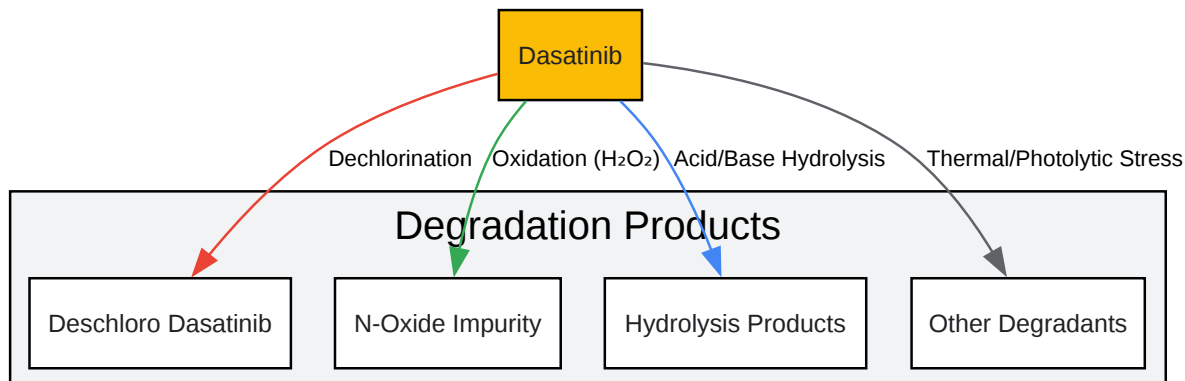 Dasatinib
Dechlorination
Oxidation (H₂O₂)
Acid/Base Hydrolysis
Thermal/Photolytic Stress
Degradation Products
Deschloro Dasatinib
N-Oxide Impurity
Hydrolysis Products
Other Degradants